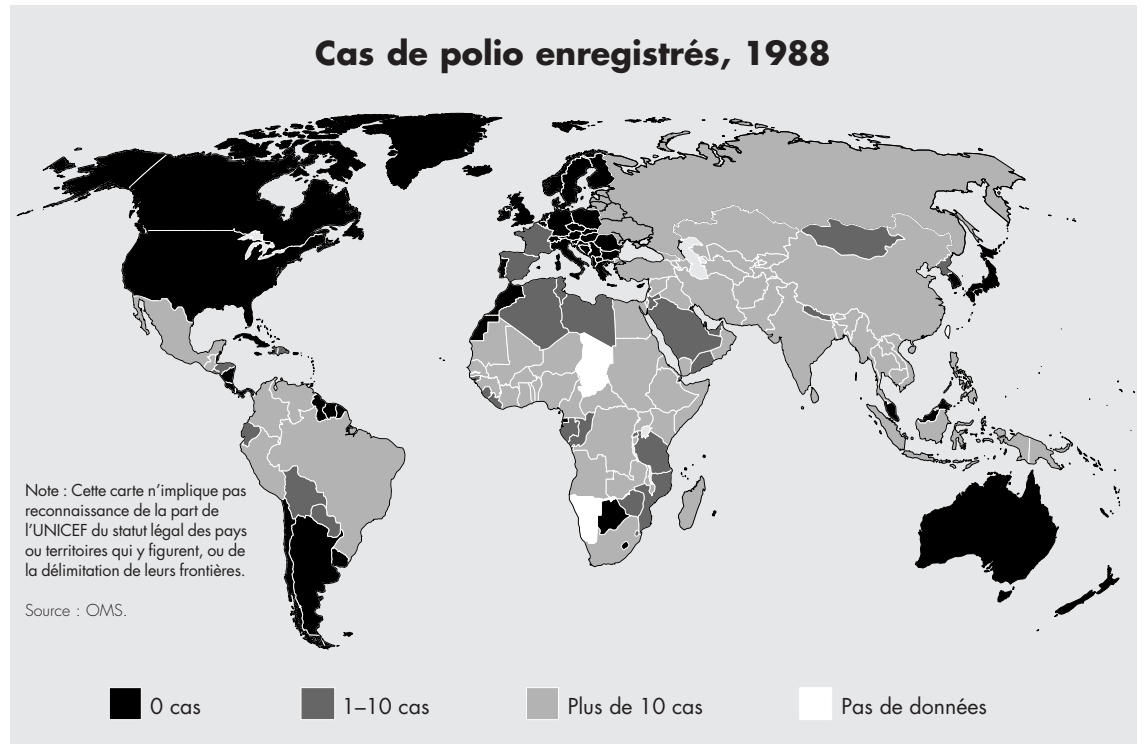 Cas de polio enregistrés, 1988
Note : Cette carte n’implique pas
reconnaissance de la part de
l’UNICEF du statut légal des pays
ou territoires qui y figurent, ou de
la délimitation de leurs frontières.
Source : OMS.
0 cas
1–10 cas
Plus de 10 cas
Pas de données